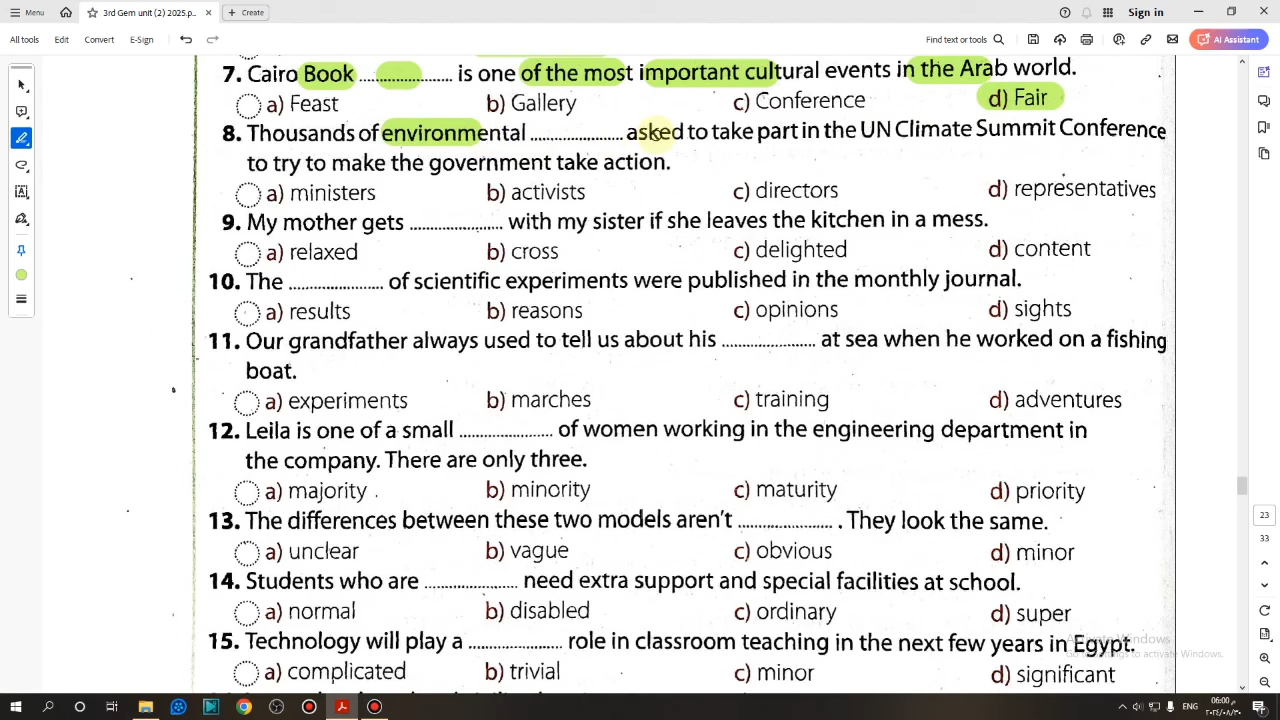 Menu
3rd Gem unit (2) 2025.p...
Create
Sign in
All tools
Edit
Convert
E-Sign
Find text or tools
AI Assistant
7. Cairo Book .................... is one of the most important cultural events in the Arab world.
a) Feast b) Gallery c) Conference d) Fair
8. Thousands of environmental .................... asked to take part in the UN Climate Summit Conference
to try to make the government take action.
a) ministers b) activists c) directors d) representatives
9. My mother gets .................... with my sister if she leaves the kitchen in a mess.
a) relaxed b) cross c) delighted d) content
10. The .................... of scientific experiments were published in the monthly journal.
a) results b) reasons c) opinions d) sights
11. Our grandfather always used to tell us about his .................... at sea when he worked on a fishing
boat.
a) experiments b) marches c) training d) adventures
12. Leila is one of a small .................... of women working in the engineering department in
the company. There are only three.
a) majority b) minority c) maturity d) priority
13. The differences between these two models aren't .................... . They look the same.
a) unclear b) vague c) obvious d) minor
14. Students who are .................... need extra support and special facilities at school.
a) normal b) disabled c) ordinary d) super
15. Technology will play a .................... role in classroom teaching in the next few years in Egypt.
a) complicated b) trivial c) minor d) significant
Activate Windows
Go to Settings to activate Windows.
23
33
ENG
06:00 م